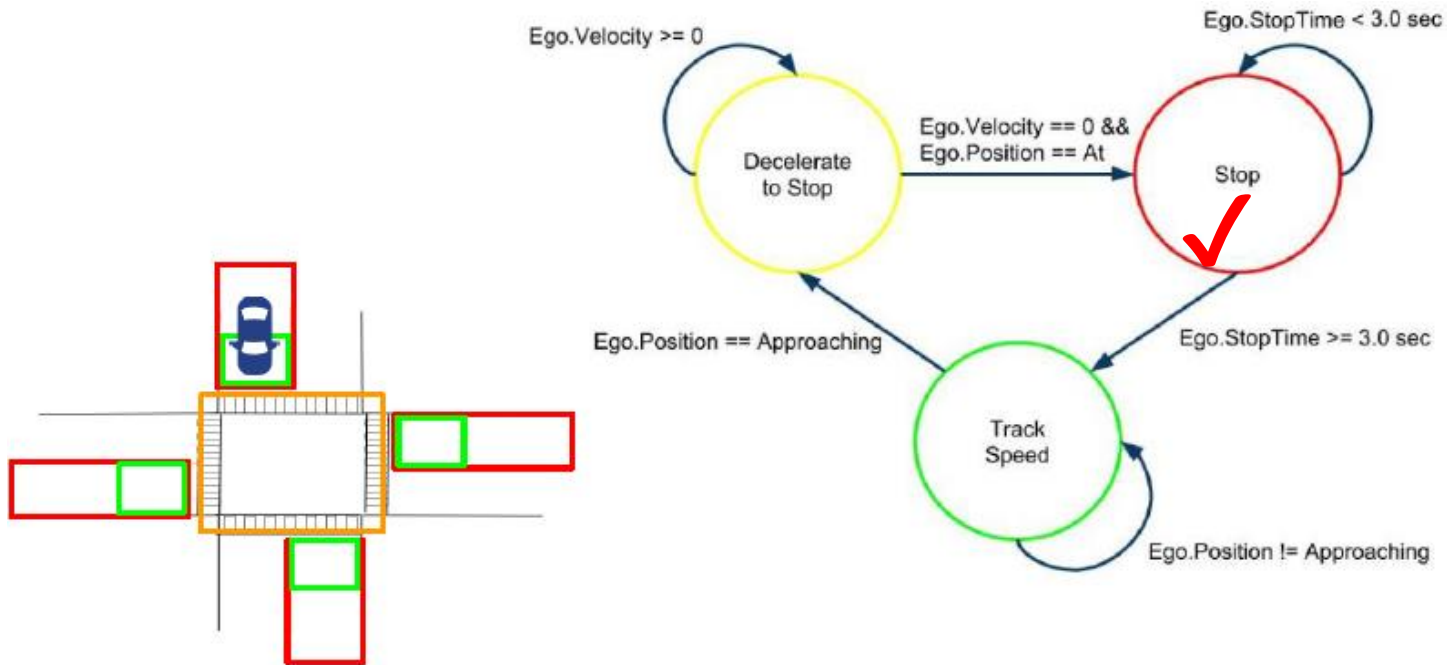 Ego.Velocity >= 0
Ego.StopTime < 3.0 sec
Decelerate
to Stop
Ego.Velocity == 0 &&
Ego.Position == At
Stop
Ego.Position == Approaching
Ego.StopTime >= 3.0 sec
Track
Speed
Ego.Position != Approaching